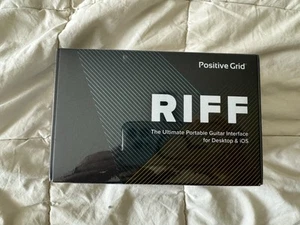 Positive Grid
RIFF
The Ultimate Portable Guitar Interface
for Desktop & iOS